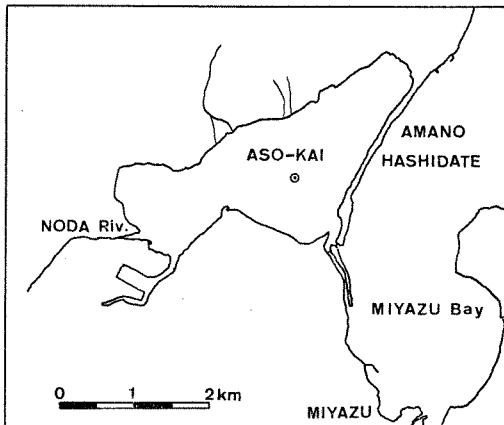 ASO-KAI
AMANO
HASHIDATE
NODA Riv.
MIYAZU Bay
0 1 2km
MIYAZU